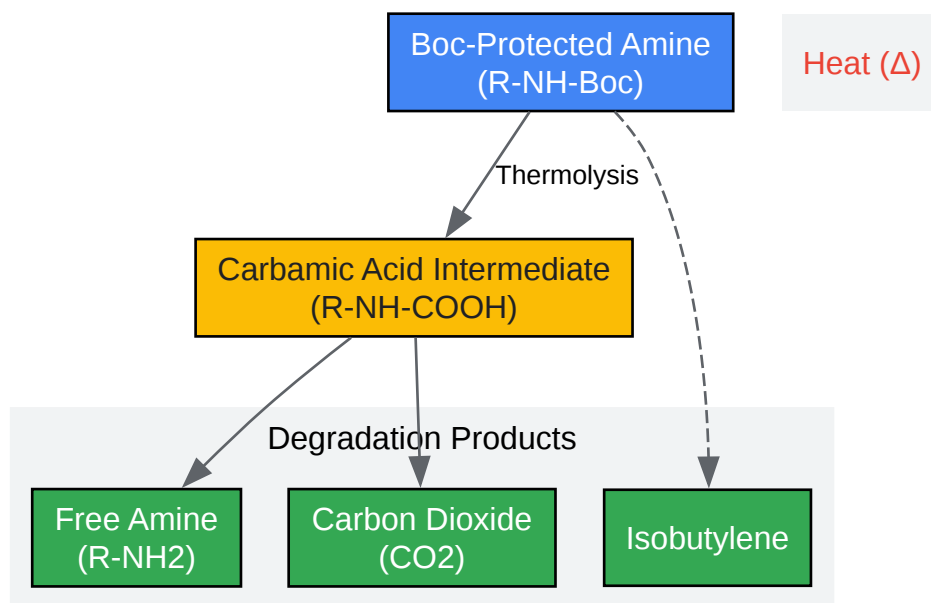 Boc-Protected Amine
(R-NH-Boc)
Heat (Δ)
Thermolysis
Carbamic Acid Intermediate
(R-NH-COOH)
Degradation Products
Free Amine
(R-NH2)
Carbon Dioxide
(CO2)
Isobutylene